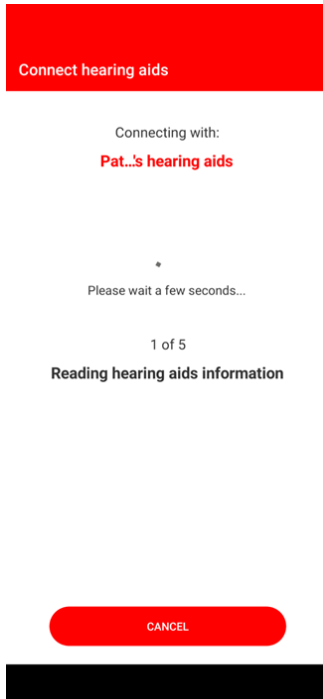 Connect hearing aids
Connecting with:
Pat...'s hearing aids
Please wait a few seconds...
1 of 5
Reading hearing aids information
CANCEL